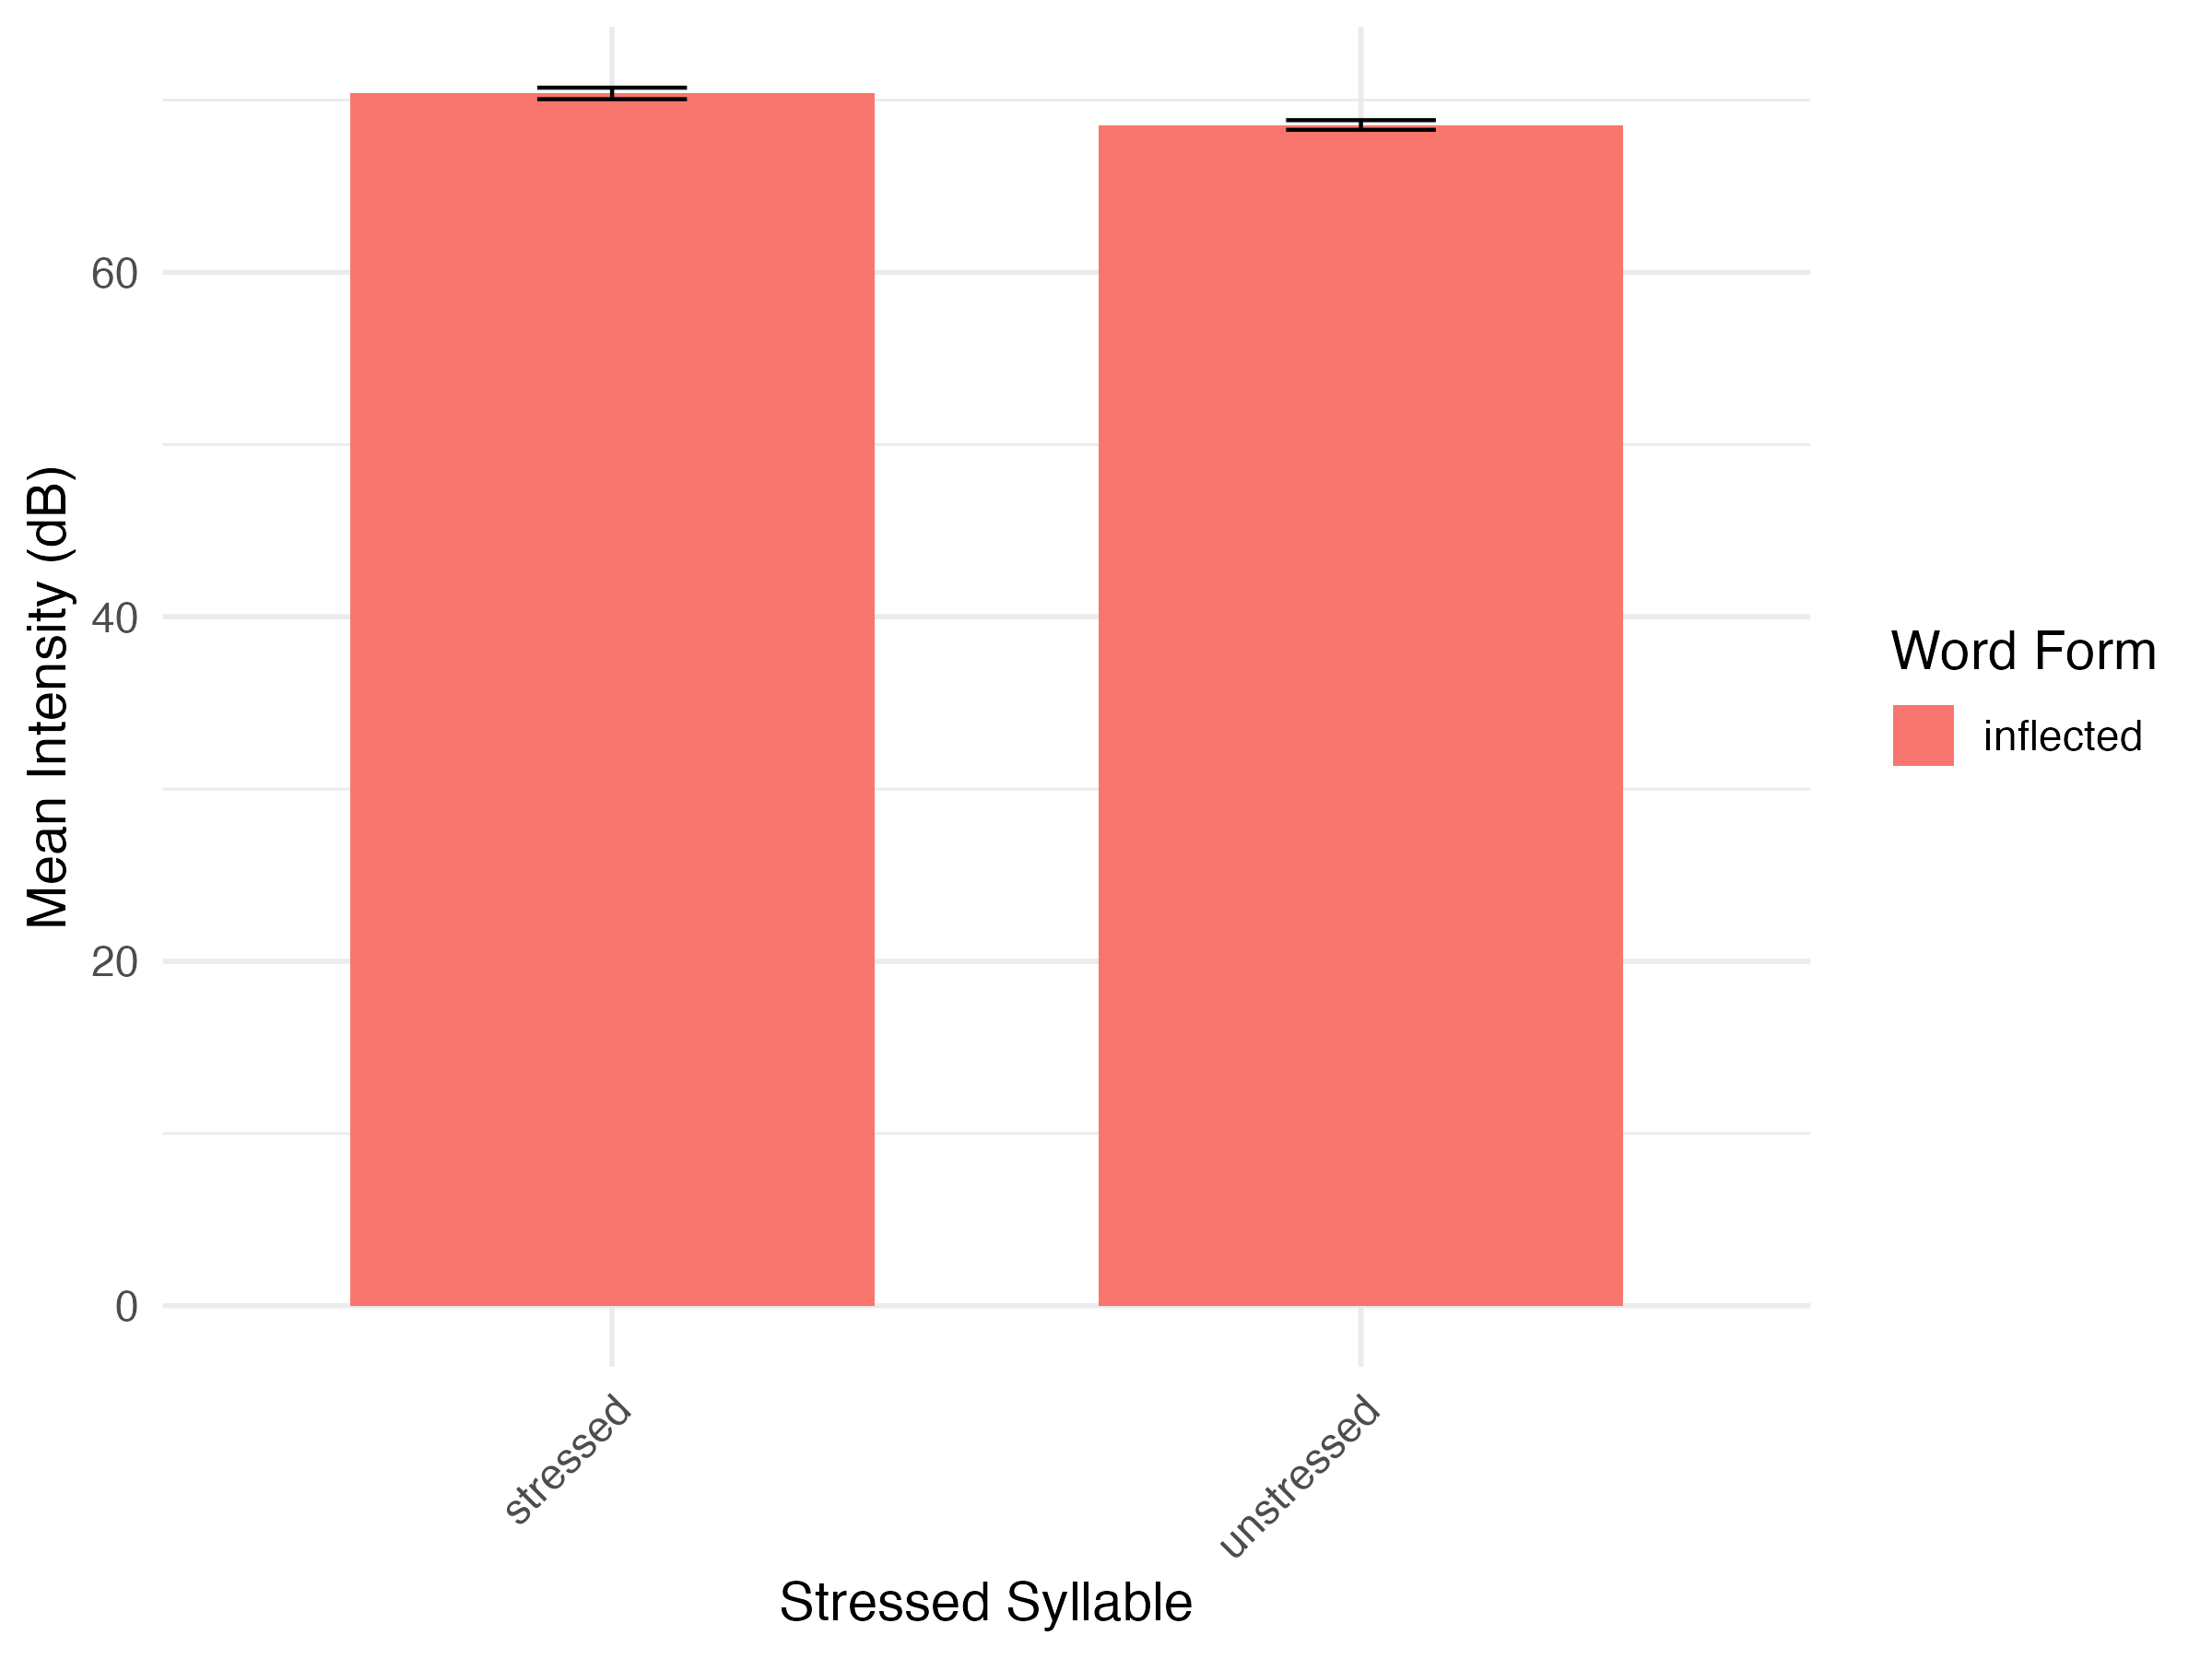 Mean Intensity (dB)
60
40
20
0
stressed
unstressed
Stressed Syllable
Word Form
inflected